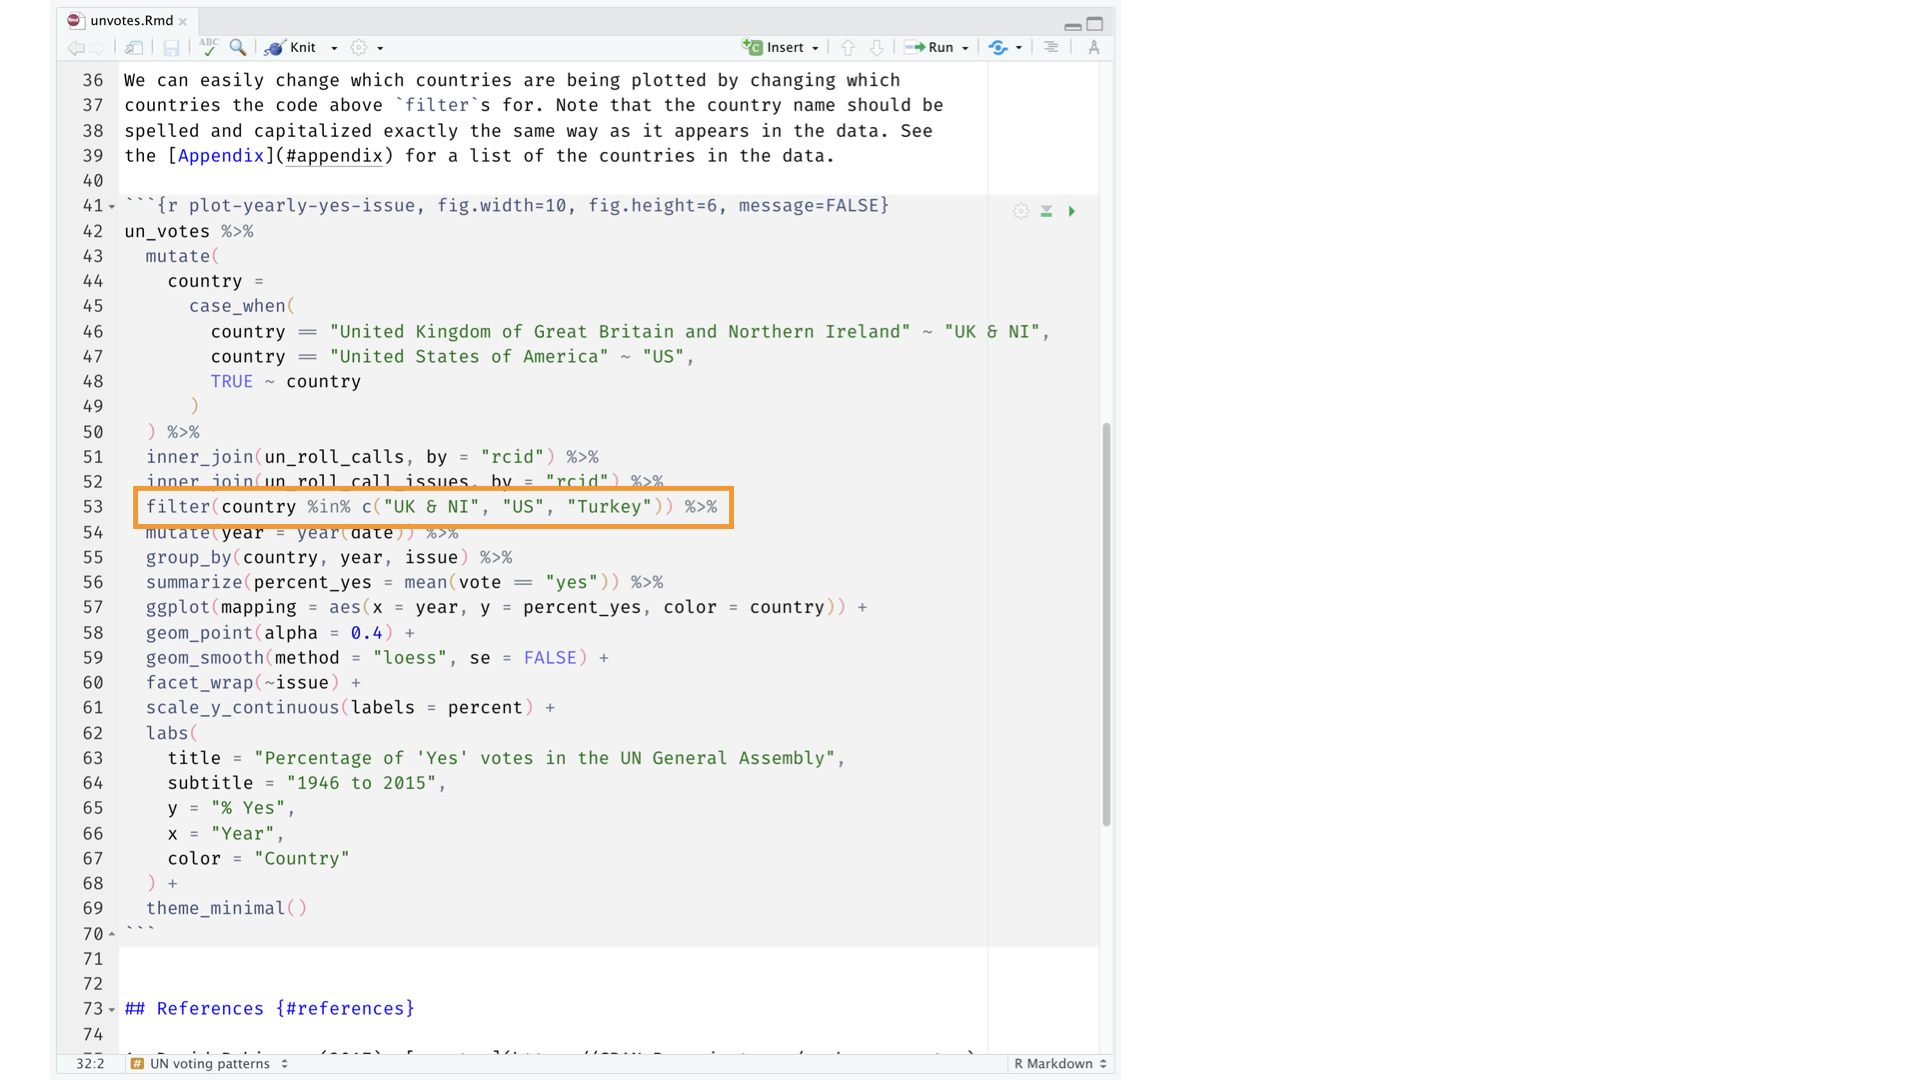 unvotes.Rmd
ABC Knit Insert Run
36 We can easily change which countries are being plotted by changing which
37 countries the code above `filter`s for. Note that the country name should be
38 spelled and capitalized exactly the same way as it appears in the data. See
39 the [Appendix](#appendix) for a list of the countries in the data.
40
41 ```{r plot-yearly-yes-issue, fig.width=10, fig.height=6, message=FALSE}
42 un_votes %>%
43 mutate(
44 country =
45 case_when(
46 country == "United Kingdom of Great Britain and Northern Ireland" ~ "UK & NI",
47 country == "United States of America" ~ "US",
48 TRUE ~ country
49 )
50 ) %>%
51 inner_join(un_roll_calls, by = "rcid") %>%
52 inner_join(un_roll_call_issues, by = "rcid") %>%
53 filter(country %in% c("UK & NI", "US", "Turkey")) %>%
54 mutate(year = year(date)) %>%
55 group_by(country, year, issue) %>%
56 summarize(percent_yes = mean(vote == "yes")) %>%
57 ggplot(mapping = aes(x = year, y = percent_yes, color = country)) +
58 geom_point(alpha = 0.4) +
59 geom_smooth(method = "loess", se = FALSE) +
60 facet_wrap(~issue) +
61 scale_y_continuous(labels = percent) +
62 labs(
63 title = "Percentage of 'Yes' votes in the UN General Assembly",
64 subtitle = "1946 to 2015",
65 y = "% Yes",
66 x = "Year",
67 color = "Country"
68 ) +
69 theme_minimal()
70 ```
71
72
73 ## References {#references}
74
32:2 # UN voting patterns R Markdown